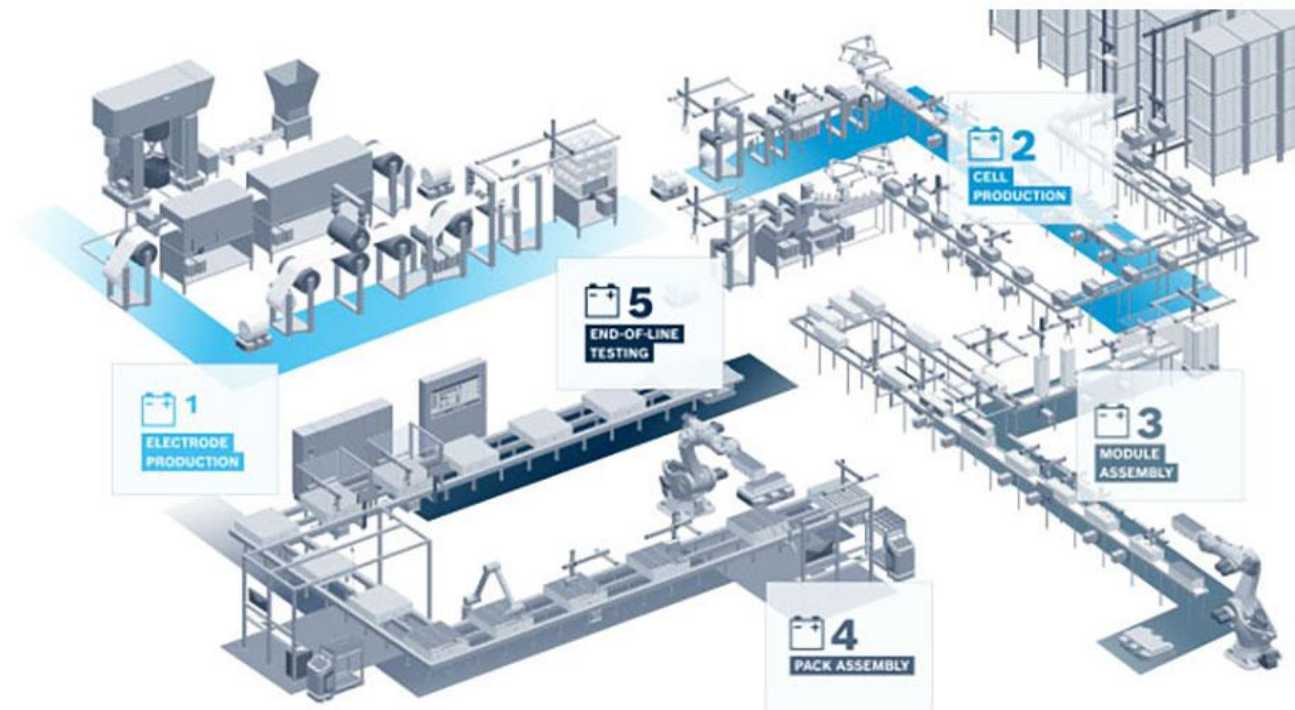 1
ELECTRODE
PRODUCTION
2
CELL
PRODUCTION
3
MODULE
ASSEMBLY
4
PACK ASSEMBLY
5
END-OF-LINE
TESTING